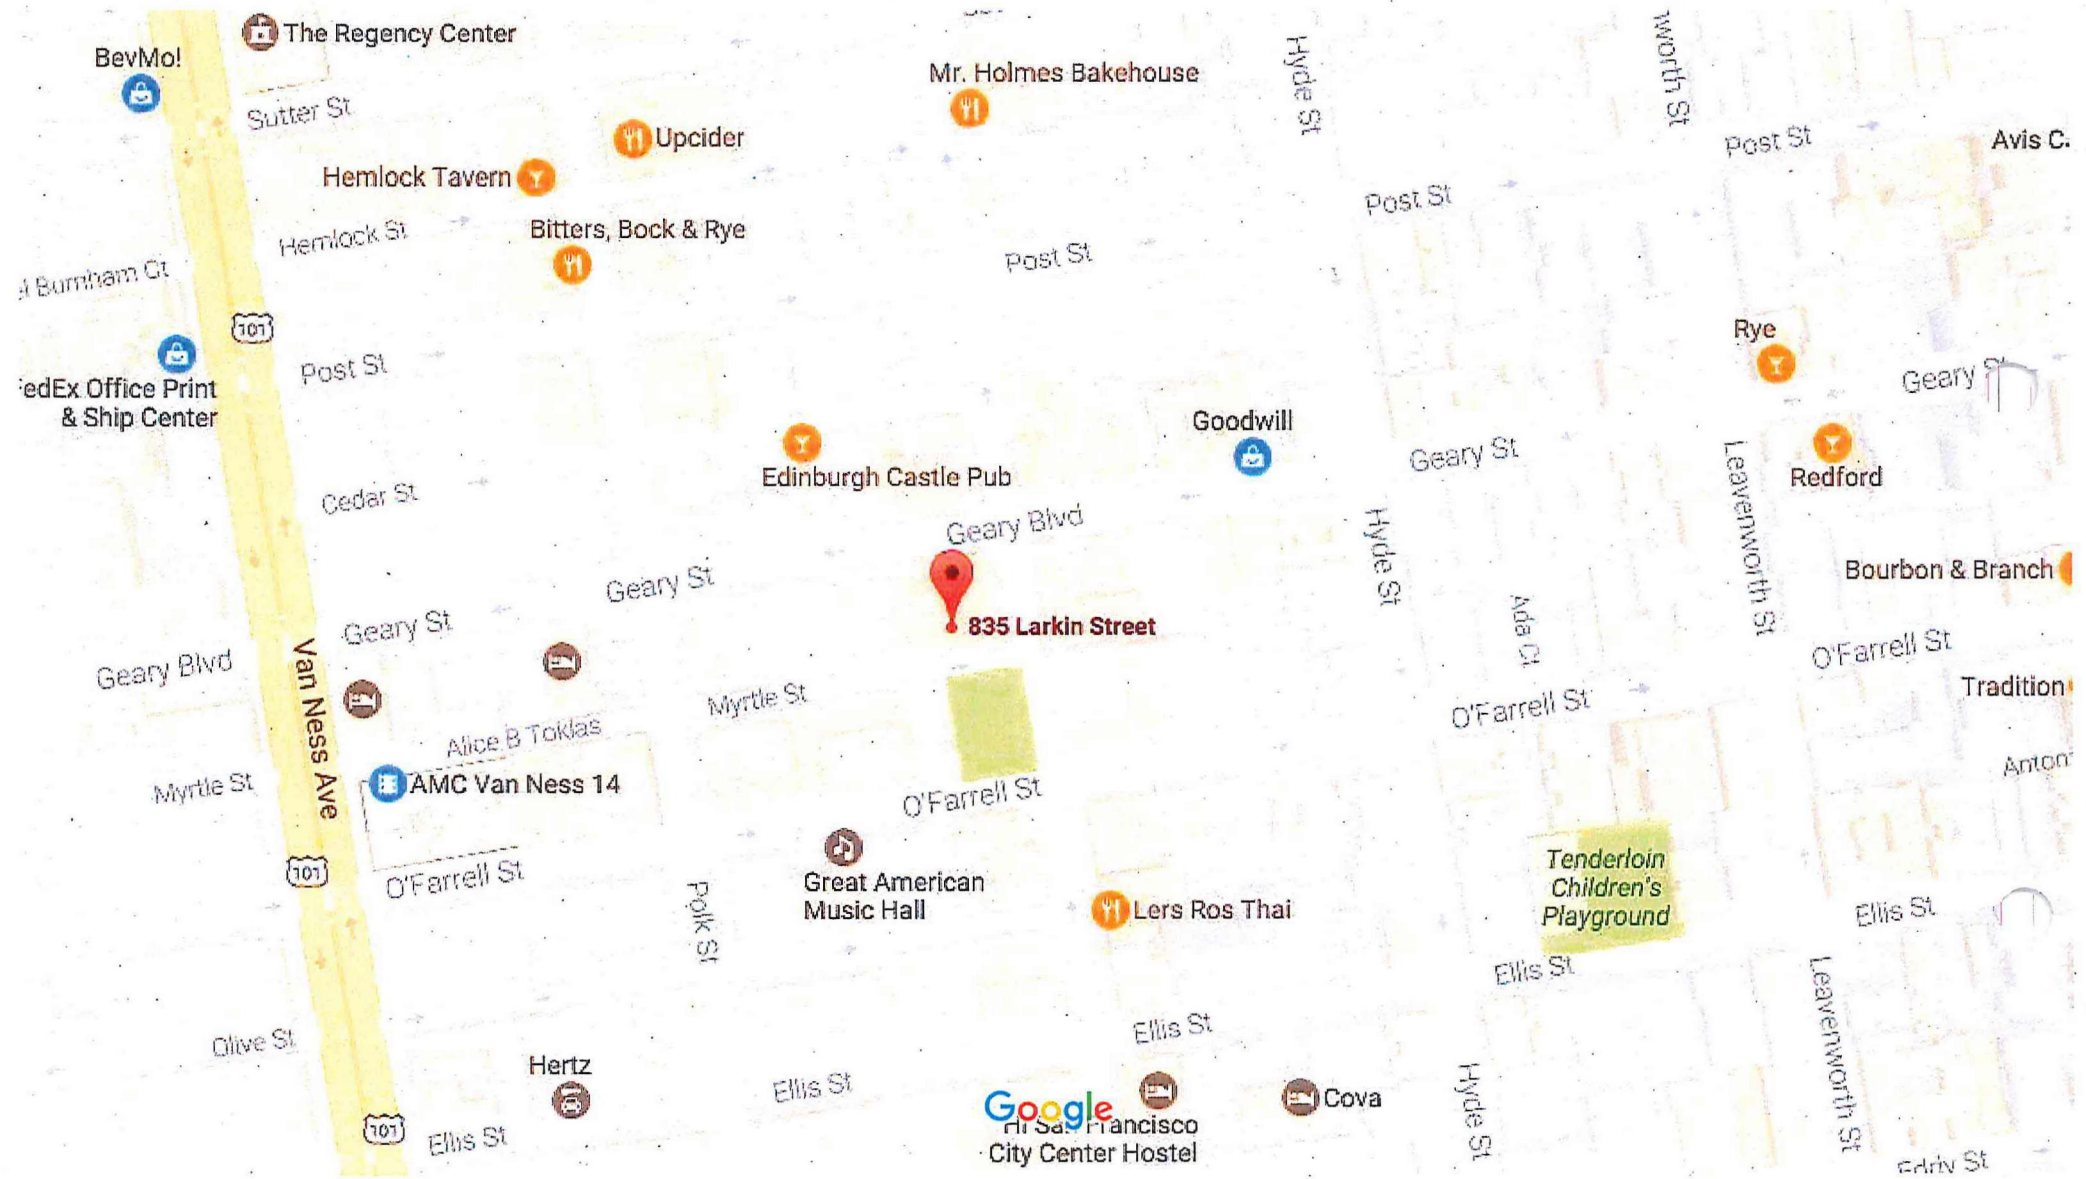 The Regency Center
BevMo!
Mr. Holmes Bakehouse
Hyde St
worth St
Sutter St
Upcider
Post St
Avis C.
Hemlock Tavern
Post St
Hemlock St
Bitters, Bock & Rye
Post St
Burnham Ct
101
Rye
Post St
edEx Office Print
& Ship Center
Geary St
Goodwill
Edinburgh Castle Pub
Geary St
Leavenworth St
Redford
Cedar St
Geary Blvd
Hyde St
Geary St
Bourbon & Branch
Geary St
835 Larkin Street
Ada Ct
O'Farrell St
Geary Blvd
Van Ness Ave
Myrtle St
O'Farrell St
Tradition
Alice B Toklas
Myrtle St
AMC Van Ness 14
O'Farrell St
Anton
101
O'Farrell St
Polk St
Great American
Music Hall
Lers Ros Thai
Tenderloin
Children's
Playground
Ellis St
Ellis St
Leavenworth St
Olive St
Ellis St
Hertz
Ellis St
Hyde St
Cova
Google
101
Ellis St
HI San Francisco
City Center Hostel
Eddy St